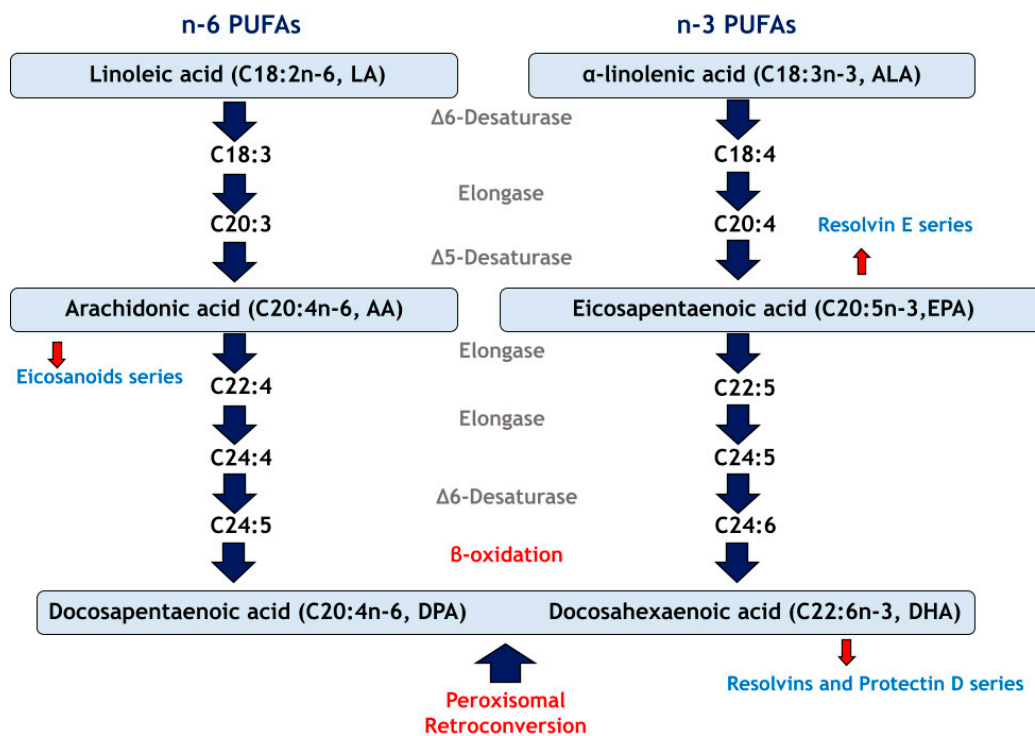 n-6 PUFAs
n-3 PUFAs
Linoleic acid (C18:2n-6, LA)
α-linolenic acid (C18:3n-3, ALA)
Δ6-Desaturase
C18:3
C18:4
Elongase
C20:3
C20:4
Resolvin E series
Δ5-Desaturase
Arachidonic acid (C20:4n-6, AA)
Eicosapentaenoic acid (C20:5n-3,EPA)
Elongase
Eicosanoids series
C22:4
C22:5
Elongase
C24:4
C24:5
Δ6-Desaturase
C24:5
C24:6
β-oxidation
Docosapentaenoic acid (C20:4n-6, DPA)
Docosahexaenoic acid (C22:6n-3, DHA)
Resolvins and Protectin D series
Peroxisomal
Retroconversion